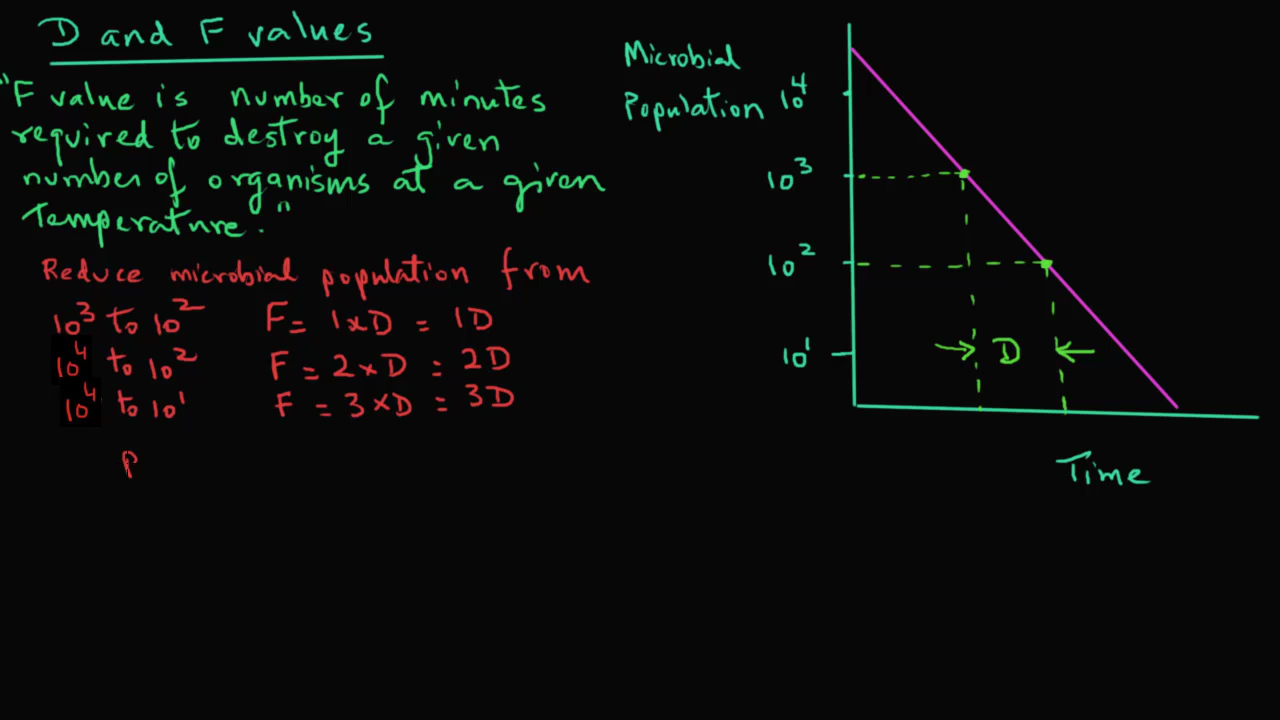 D and F values
"F value is number of minutes
required to destroy a given
number of organisms at a given
Temperature."
Reduce microbial population from
10³ to 10² F = 1×D = 1D
10⁴ to 10² F = 2×D = 2D
10⁴ to 10¹ F = 3×D = 3D
Microbial
Population
10⁴
10³
10²
10¹
D
Time